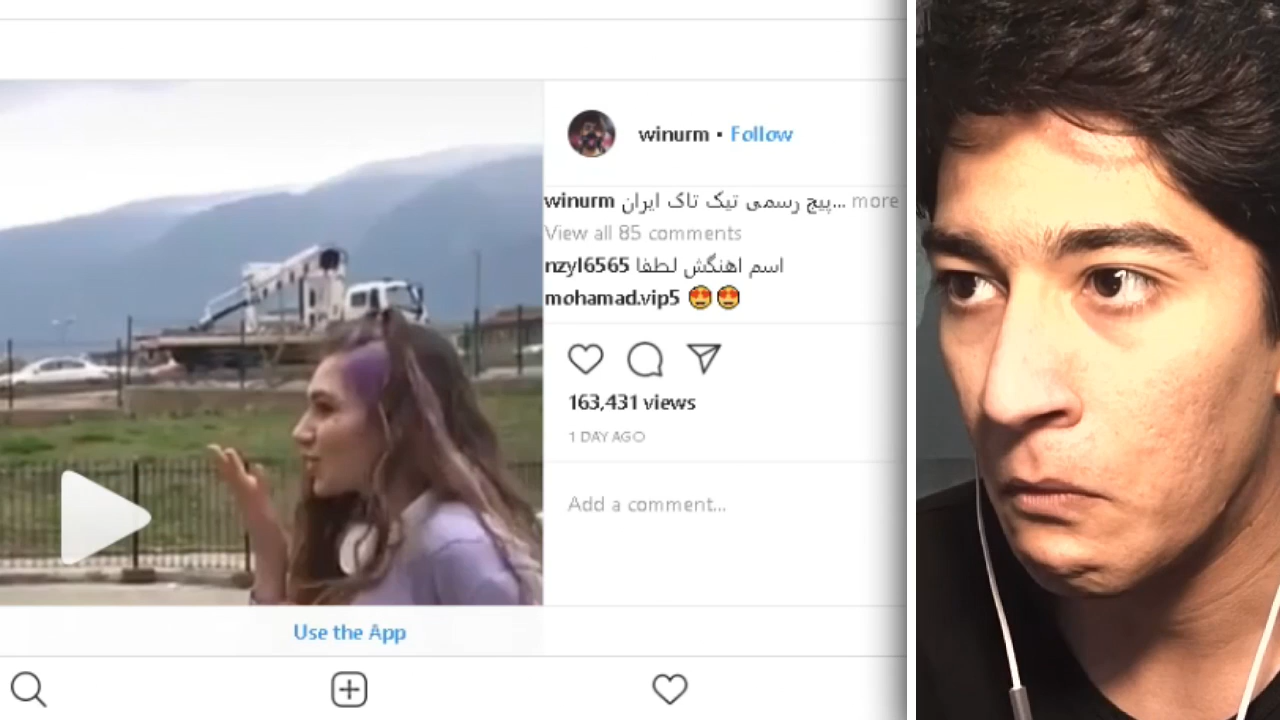 winurm • Follow
winurm پیج رسمی تیک تاک ایران... more
View all 85 comments
nzyl6565 اسم اهنگش لطفا
mohamad.vip5 😍😍
163,431 views
1 DAY AGO
Add a comment...
Use the App